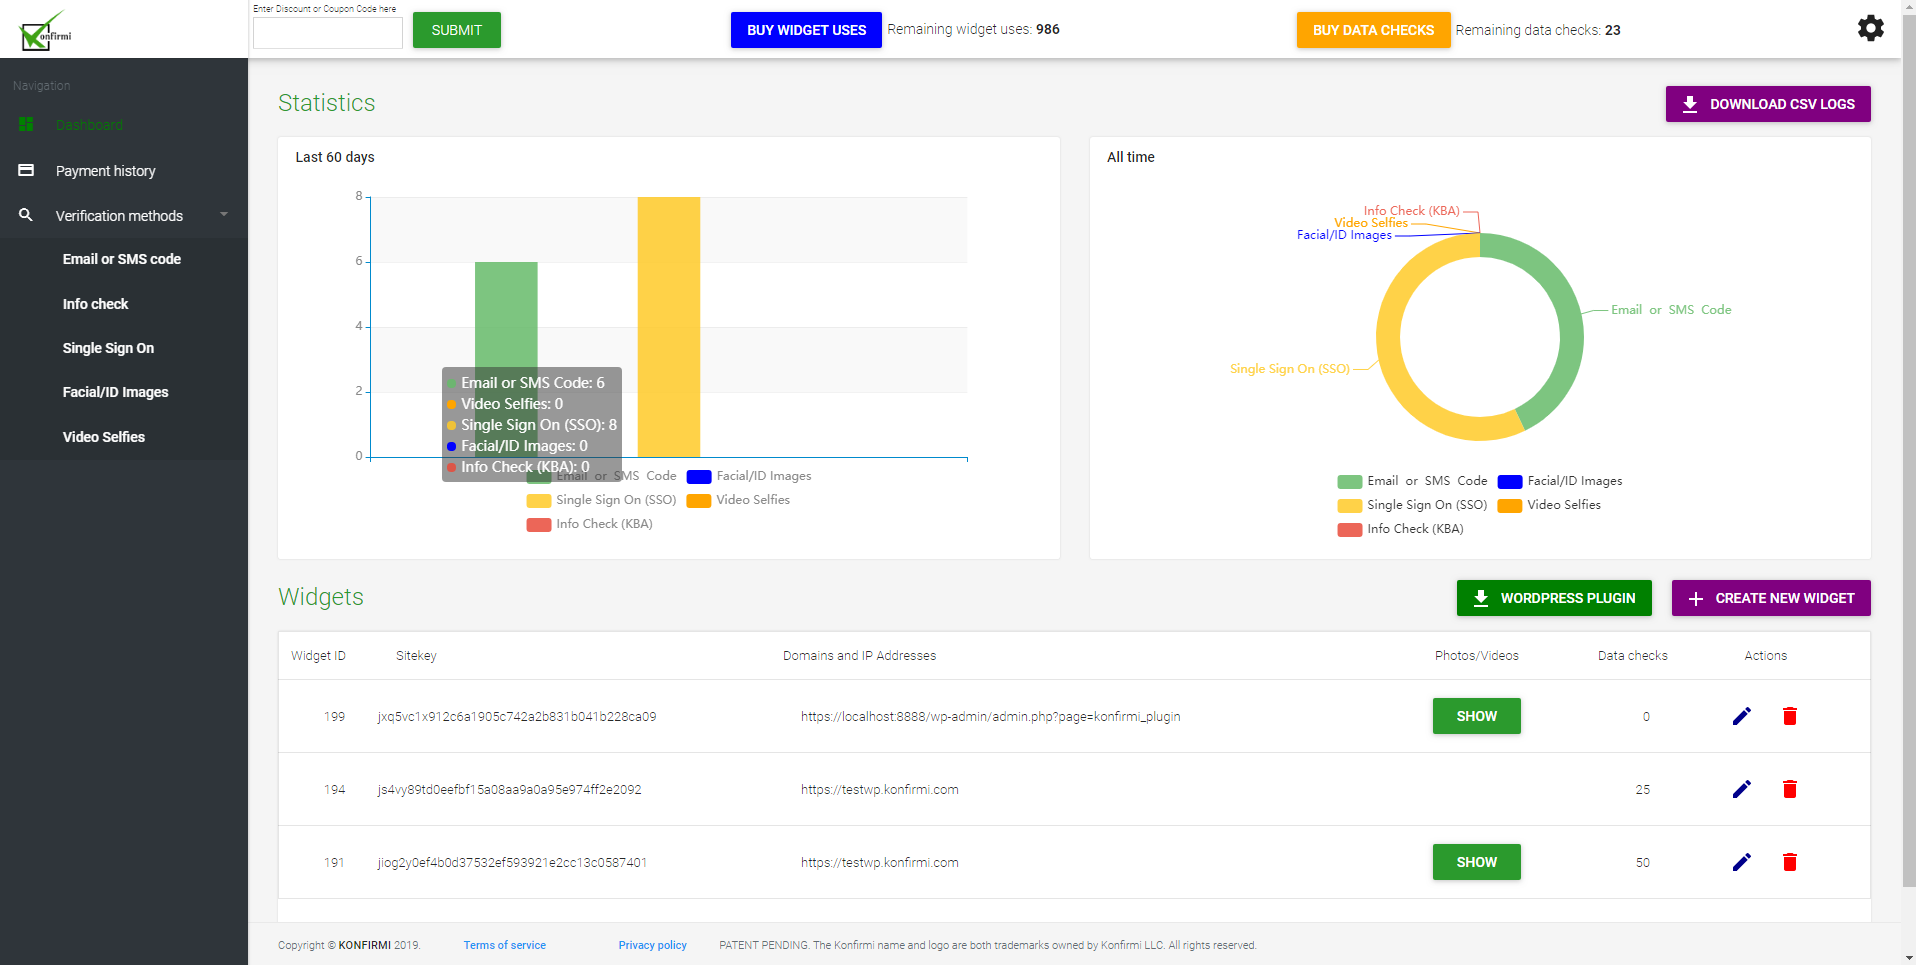 Konfirmi
Enter Discount or Coupon Code here
SUBMIT
BUY WIDGET USES
Remaining widget uses: 986
BUY DATA CHECKS
Remaining data checks: 23
Navigation
Dashboard
Payment history
Verification methods
Email or SMS code
Info check
Single Sign On
Facial/ID Images
Video Selfies
Statistics
DOWNLOAD CSV LOGS
Last 60 days
8
6
4
2
0
Email or SMS Code: 6
Video Selfies: 0
Single Sign On (SSO): 8
Facial/ID Images: 0
Info Check (KBA): 0
Email or SMS Code
Facial/ID Images
Single Sign On (SSO)
Video Selfies
Info Check (KBA)
All time
Info Check (KBA)
Video Selfies
Facial/ID Images
Email or SMS Code
Single Sign On (SSO)
Email or SMS Code
Facial/ID Images
Single Sign On (SSO)
Video Selfies
Info Check (KBA)
Widgets
WORDPRESS PLUGIN
CREATE NEW WIDGET
Widget ID Sitekey Domains and IP Addresses Photos/Videos Data checks Actions
199 jxq5vc1x912c6a1905c742a2b831b041b228ca09 https://localhost:8888/wp-admin/admin.php?page=konfirmi_plugin SHOW 0
194 js4vy89td0eefbf15a08aa9a0a95e974ff2e2092 https://testwp.konfirmi.com 25
191 jiog2y0ef4b0d37532ef593921e2cc13c0587401 https://testwp.konfirmi.com SHOW 50
Copyright © KONFIRMI 2019. Terms of service Privacy policy PATENT PENDING. The Konfirmi name and logo are both trademarks owned by Konfirmi LLC. All rights reserved.